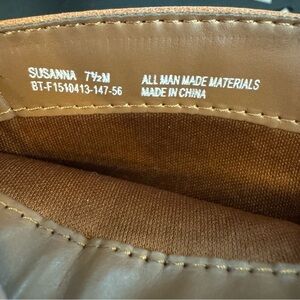 SUSANNA 7½M
BT-F1510413-147-56
ALL MAN MADE MATERIALS
MADE IN CHINA